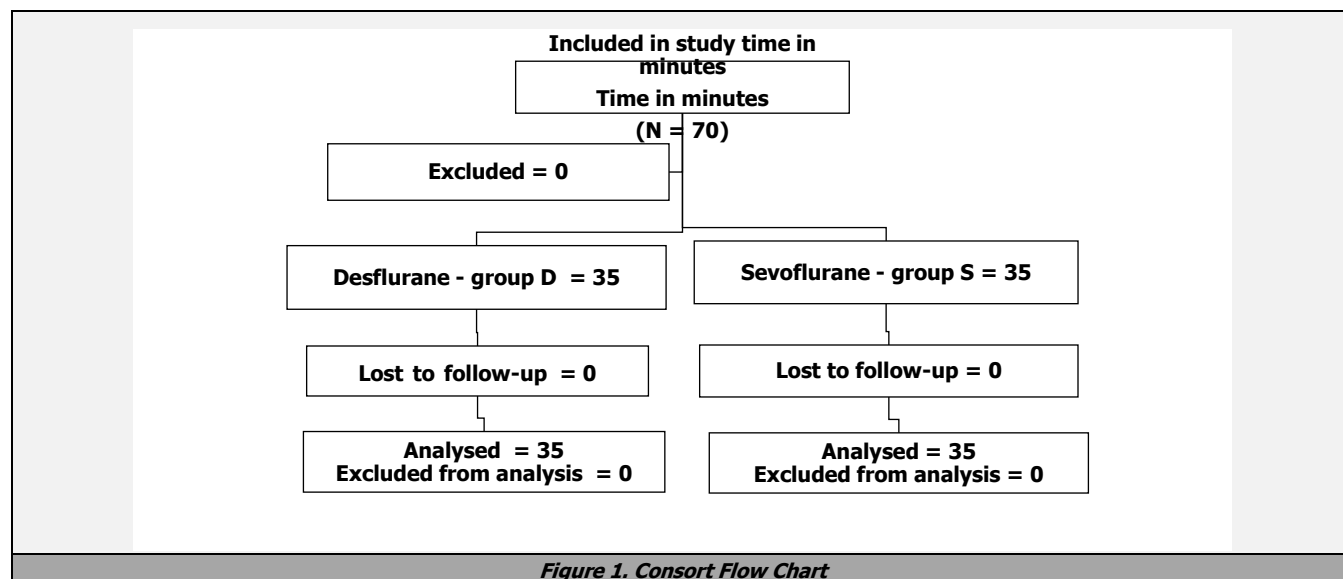 Included in study time in
minutes
Time in minutes
(N = 70)
Excluded = 0
Desflurane - group D = 35
Sevoflurane - group S = 35
Lost to follow-up = 0
Lost to follow-up = 0
Analysed = 35
Excluded from analysis = 0
Analysed = 35
Excluded from analysis = 0
Figure 1. Consort Flow Chart